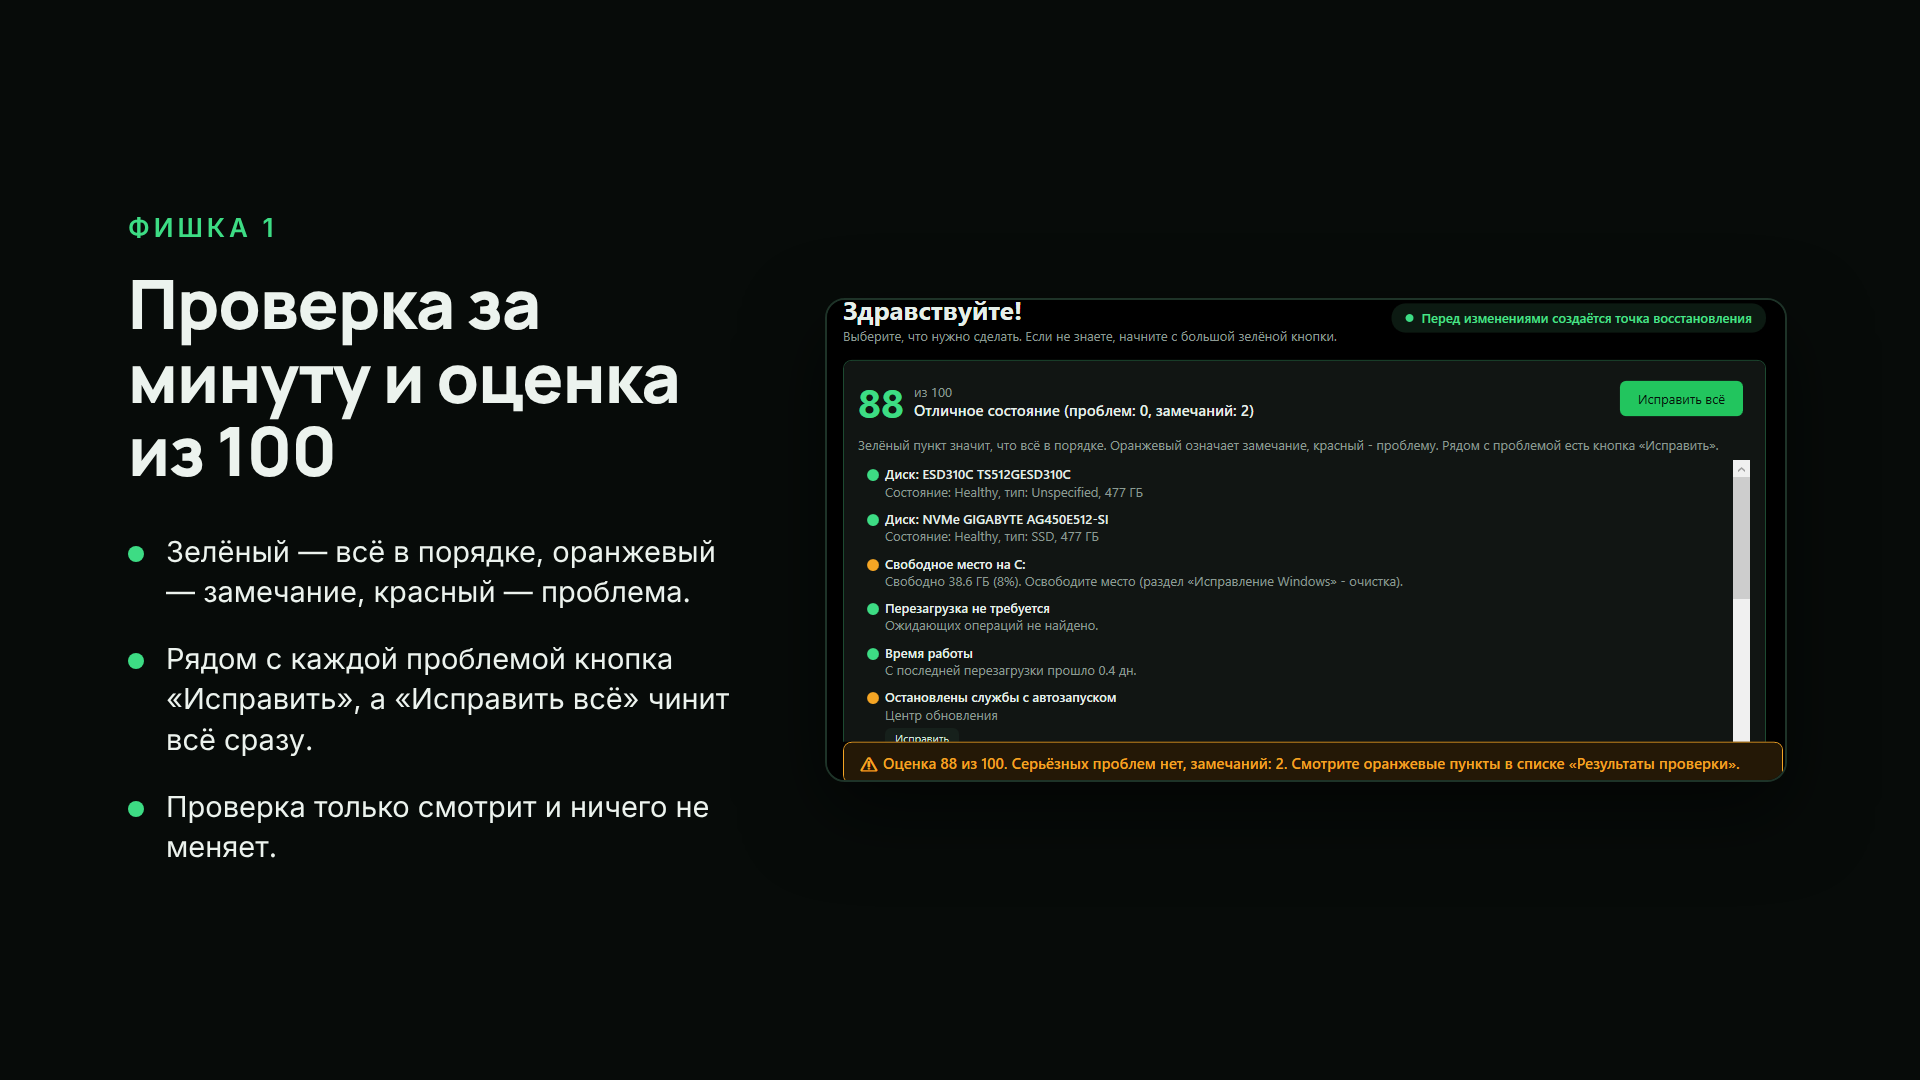 ФИШКА 1
Проверка за
минуту и оценка
из 100
Зелёный — всё в порядке, оранжевый
— замечание, красный — проблема.
Рядом с каждой проблемой кнопка
«Исправить», а «Исправить всё» чинит
всё сразу.
Проверка только смотрит и ничего не
меняет.
Здравствуйте!
Выберите, что нужно сделать. Если не знаете, начните с большой зелёной кнопки.
Перед изменениями создаётся точка восстановления
88 из 100
Отличное состояние (проблем: 0, замечаний: 2)
Исправить всё
Зелёный пункт значит, что всё в порядке. Оранжевый означает замечание, красный - проблему. Рядом с проблемой есть кнопка «Исправить».
Диск: ESD310C TS512GESD310C
Состояние: Healthy, тип: Unspecified, 477 ГБ
Диск: NVMe GIGABYTE AG450E512-SI
Состояние: Healthy, тип: SSD, 477 ГБ
Свободное место на C:
Свободно 38.6 ГБ (8%). Освободите место (раздел «Исправление Windows» - очистка).
Перезагрузка не требуется
Ожидающих операций не найдено.
Время работы
С последней перезагрузки прошло 0.4 дн.
Остановлены службы с автозапуском
Центр обновления
Исправить
Оценка 88 из 100. Серьёзных проблем нет, замечаний: 2. Смотрите оранжевые пункты в списке «Результаты проверки».